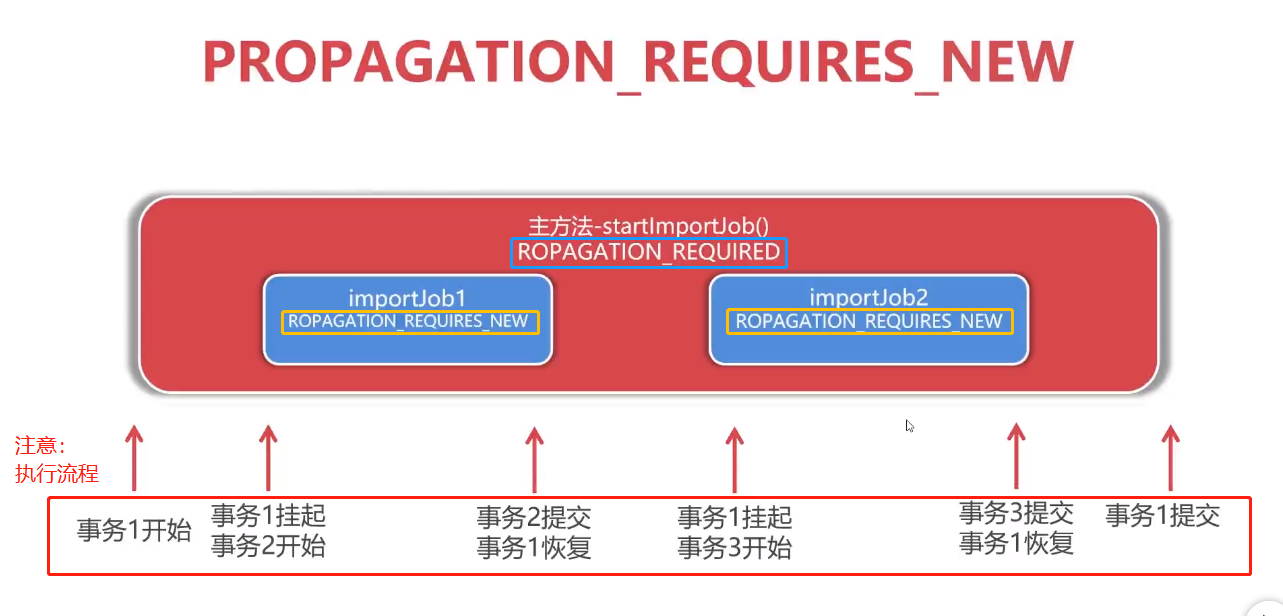 PROPAGATION_REQUIRES_NEW
主方法-startImportJob()
ROPAGATION_REQUIRED
importJob1
ROPAGATION_REQUIRES_NEW
importJob2
ROPAGATION_REQUIRES_NEW
注意：
执行流程
事务1开始
事务1挂起
事务2开始
事务2提交
事务1恢复
事务1挂起
事务3开始
事务3提交
事务1恢复
事务1提交